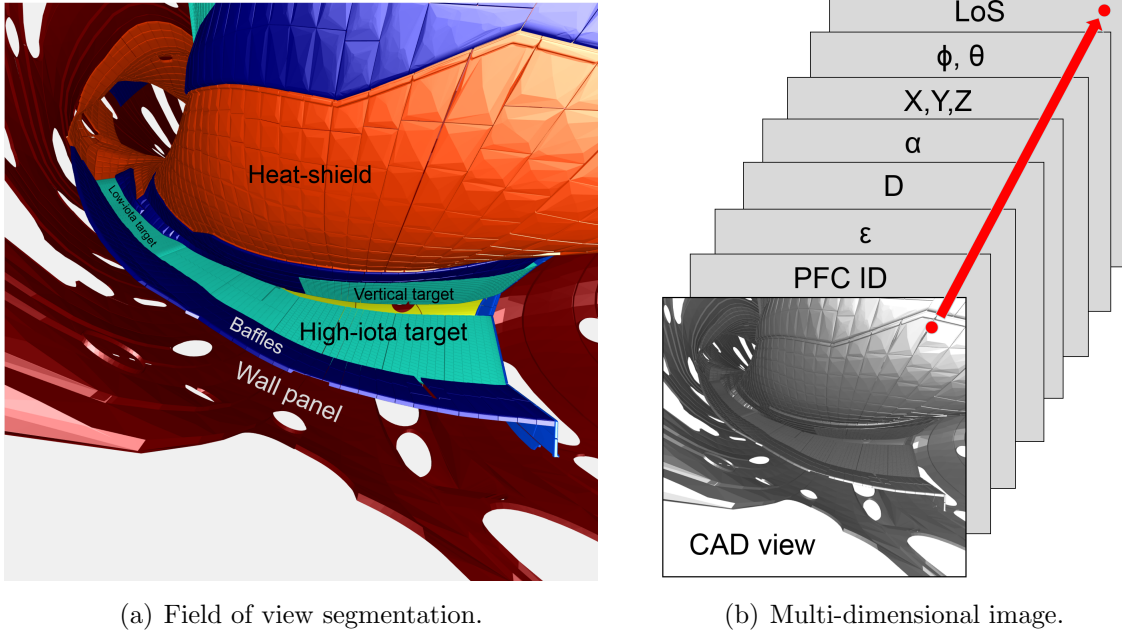 Heat-shield
Low-iota target
Vertical target
High-iota target
Baffles
Wall panel
(a) Field of view segmentation.
LoS
ϕ, θ
X,Y,Z
α
D
ε
PFC ID
CAD view
(b) Multi-dimensional image.